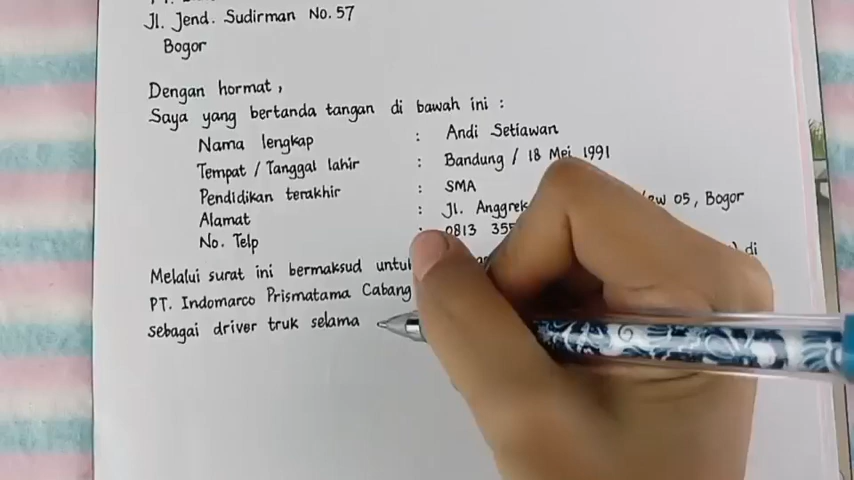 Jl. Jend. Sudirman No. 57
Bogor
Dengan hormat,
Saya yang bertanda tangan di bawah ini :
Nama lengkap : Andi Setiawan
Tempat / Tanggal lahir : Bandung / 18 Mei 1991
Pendidikan terakhir : SMA
Alamat : Jl. Anggrek 05, Bogor
No. Telp : 0813
Melalui surat ini bermaksud di
PT. Indomarco Prismatama Cabang
sebagai driver truk selama